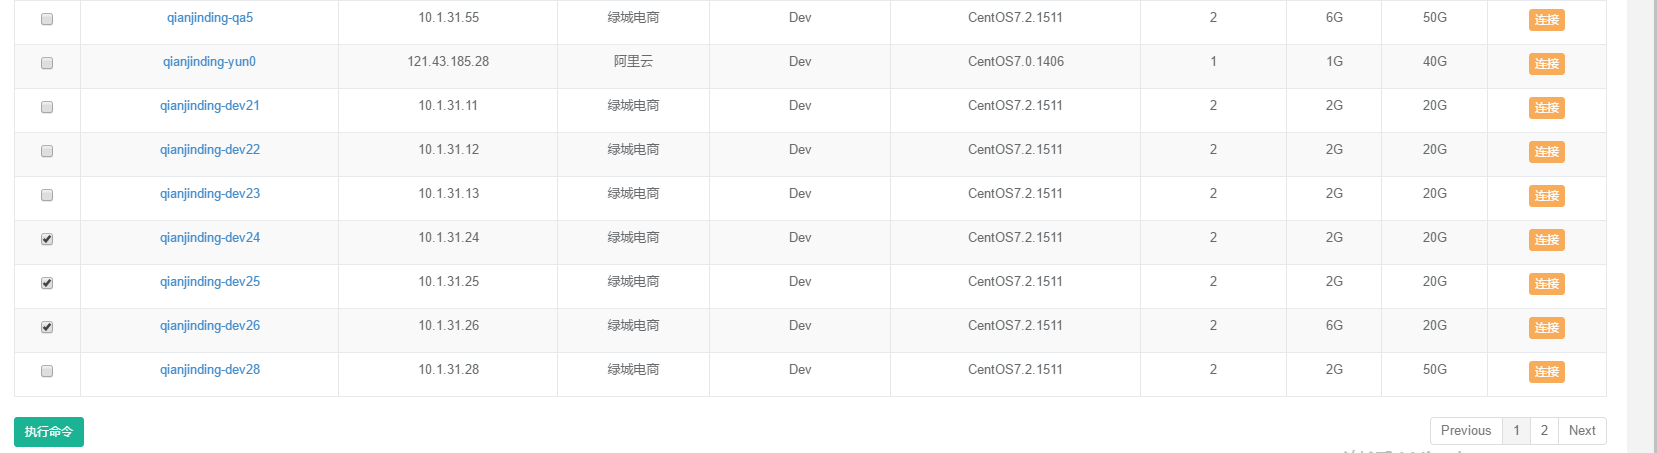 qianjinding-qa5 10.1.31.55 绿城电商 Dev CentOS7.2.1511 2 6G 50G 连接
qianjinding-yun0 121.43.185.28 阿里云 Dev CentOS7.0.1406 1 1G 40G 连接
qianjinding-dev21 10.1.31.11 绿城电商 Dev CentOS7.2.1511 2 2G 20G 连接
qianjinding-dev22 10.1.31.12 绿城电商 Dev CentOS7.2.1511 2 2G 20G 连接
qianjinding-dev23 10.1.31.13 绿城电商 Dev CentOS7.2.1511 2 2G 20G 连接
qianjinding-dev24 10.1.31.24 绿城电商 Dev CentOS7.2.1511 2 2G 20G 连接
qianjinding-dev25 10.1.31.25 绿城电商 Dev CentOS7.2.1511 2 2G 20G 连接
qianjinding-dev26 10.1.31.26 绿城电商 Dev CentOS7.2.1511 2 6G 20G 连接
qianjinding-dev28 10.1.31.28 绿城电商 Dev CentOS7.2.1511 2 2G 50G 连接
执行命令 Previous 1 2 Next